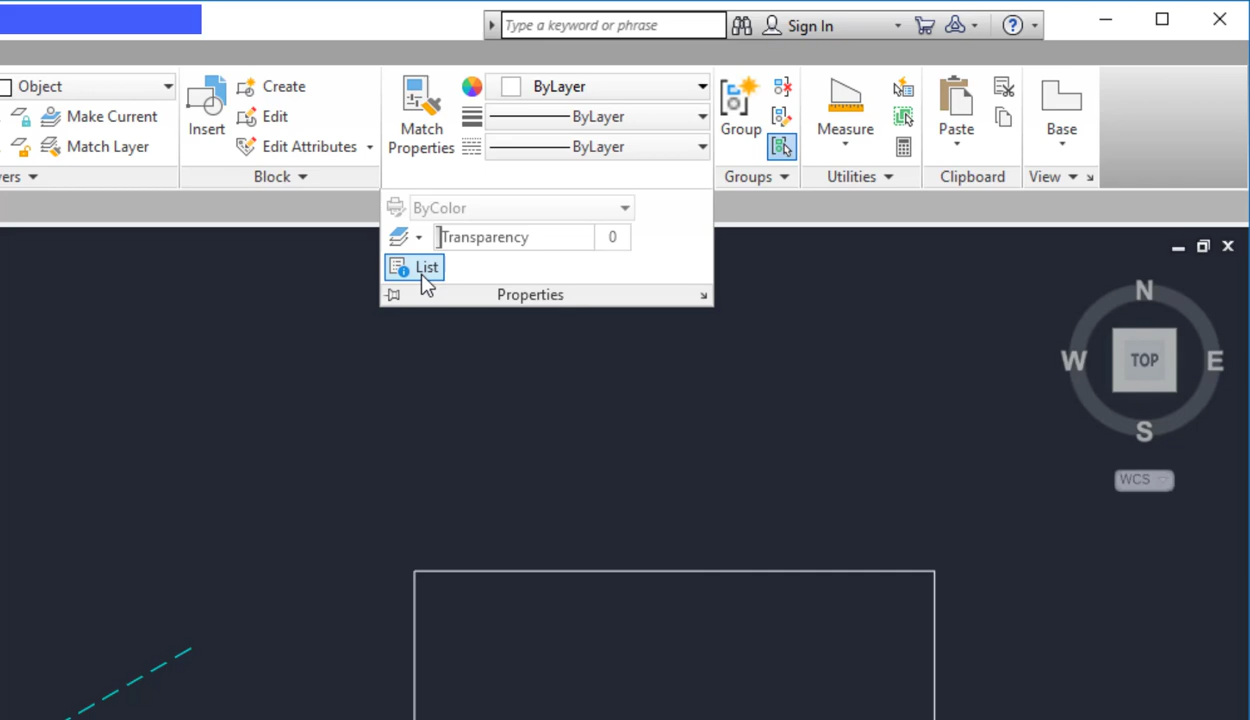 Type a keyword or phrase
Sign In
?
Object
Make Current
Match Layer
ers
Insert
Create
Edit
Edit Attributes
Block
Match
Properties
ByLayer
ByLayer
ByLayer
ByColor
Transparency 0
List
Properties
Group
Groups
Measure
Utilities
Paste
Clipboard
Base
View
N
W TOP E
S
WCS